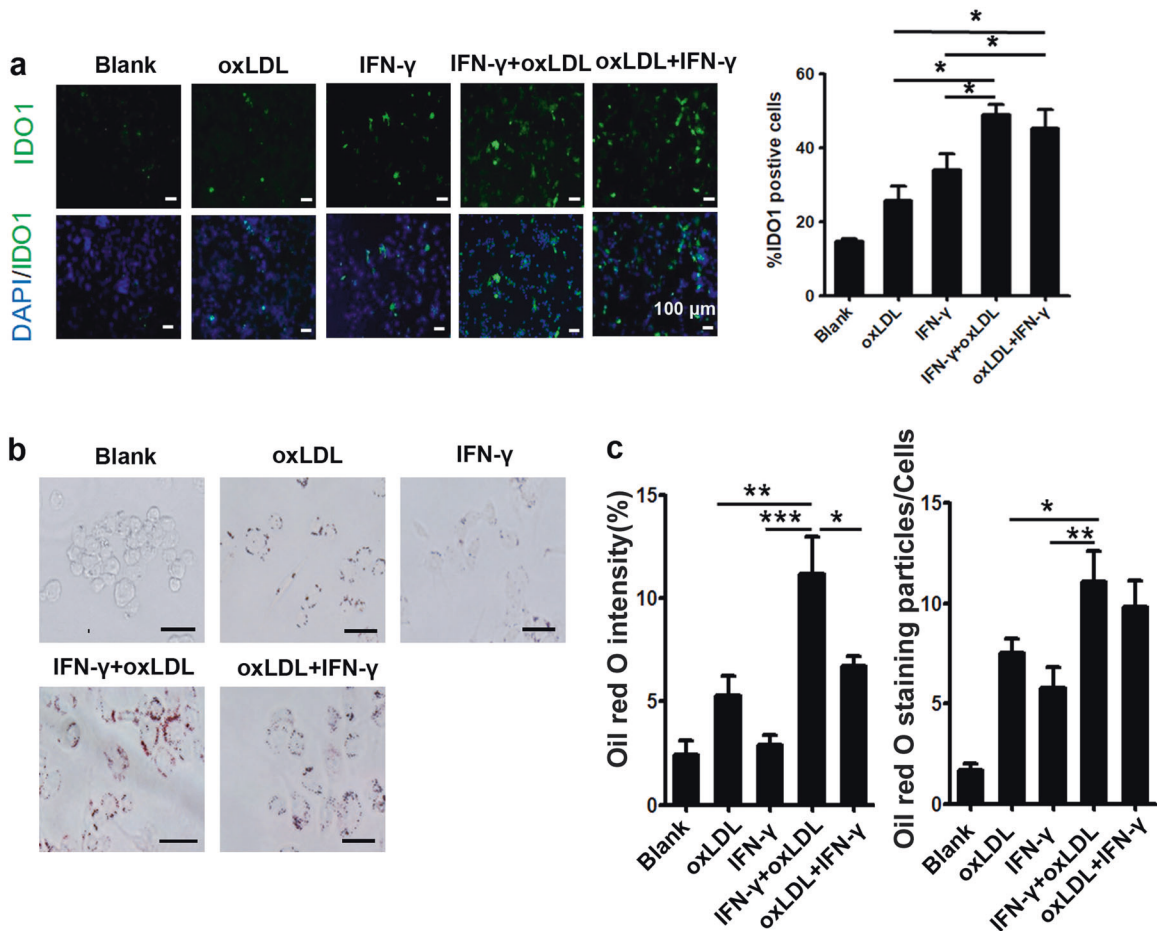 a
Blank
oxLDL
IFN-γ
IFN-γ+oxLDL
oxLDL+IFN-γ
IDO1
DAPI/IDO1
100 µm
*
*
*
*
%IDO1 postive cells
60
40
20
0
Blank
oxLDL
IFN-γ
IFN-γ+oxLDL
oxLDL+IFN-γ
b
Blank
oxLDL
IFN-γ
IFN-γ+oxLDL
oxLDL+IFN-γ
c
Oil red O intensity(%)
15
10
5
0
**
***
*
Blank
oxLDL
IFN-γ
IFN-γ+oxLDL
oxLDL+IFN-γ
Oil red O staining particles/Cells
15
10
5
0
*
**
Blank
oxLDL
IFN-γ
IFN-γ+oxLDL
oxLDL+IFN-γ